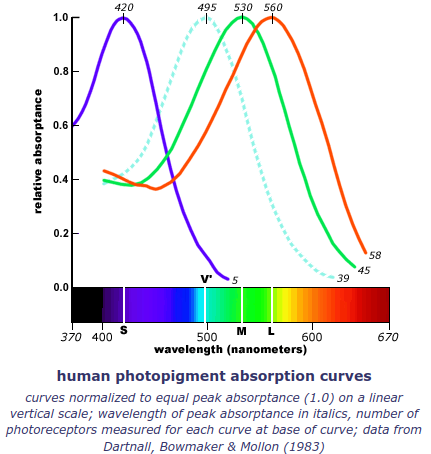 420 495 530 560
1.0
0.8
0.6
0.4
0.2
0.0
relative absorptance
58
45
39
5
V'
S M L
370 400 500 600 670
wavelength (nanometers)
human photopigment absorption curves
curves normalized to equal peak absorptance (1.0) on a linear
vertical scale; wavelength of peak absorptance in italics, number of
photoreceptors measured for each curve at base of curve; data from
Dartnall, Bowmaker & Mollon (1983)